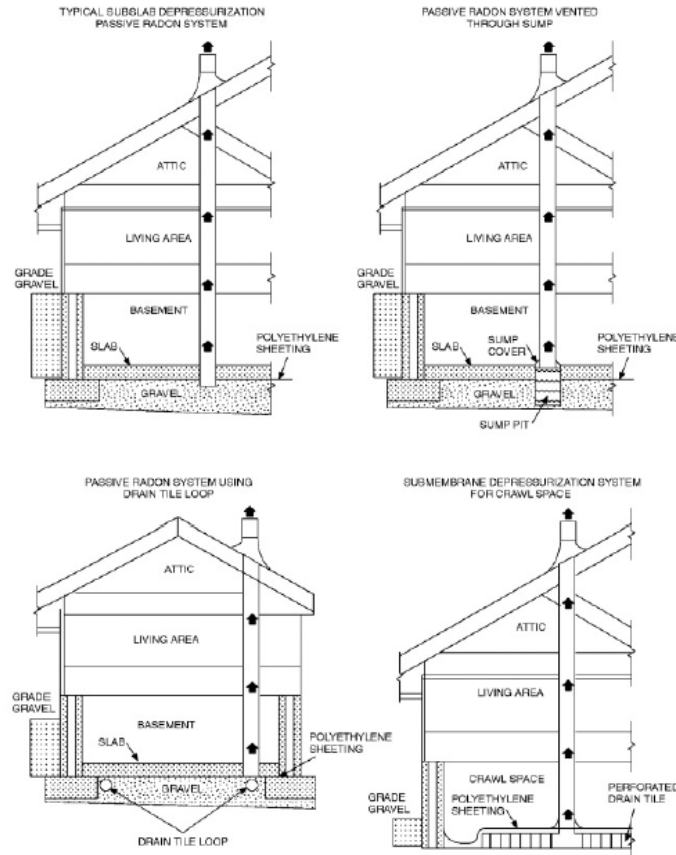 TYPICAL SUBSLAB DEPRESSURIZATION
PASSIVE RADON SYSTEM
ATTIC
LIVING AREA
GRADE
GRAVEL
BASEMENT
SLAB
POLYETHYLENE
SHEETING
GRAVEL
PASSIVE RADON SYSTEM VENTED
THROUGH SUMP
ATTIC
LIVING AREA
GRADE
GRAVEL
BASEMENT
SLAB
SUMP
COVER
POLYETHYLENE
SHEETING
GRAVEL
SUMP PIT
PASSIVE RADON SYSTEM USING
DRAIN TILE LOOP
ATTIC
LIVING AREA
GRADE
GRAVEL
BASEMENT
SLAB
POLYETHYLENE
SHEETING
GRAVEL
DRAIN TILE LOOP
SUBMEMBRANE DEPRESSURIZATION SYSTEM
FOR CRAWL SPACE
ATTIC
LIVING AREA
CRAWL SPACE
GRADE
GRAVEL
POLYETHYLENE
SHEETING
PERFORATED
DRAIN TILE